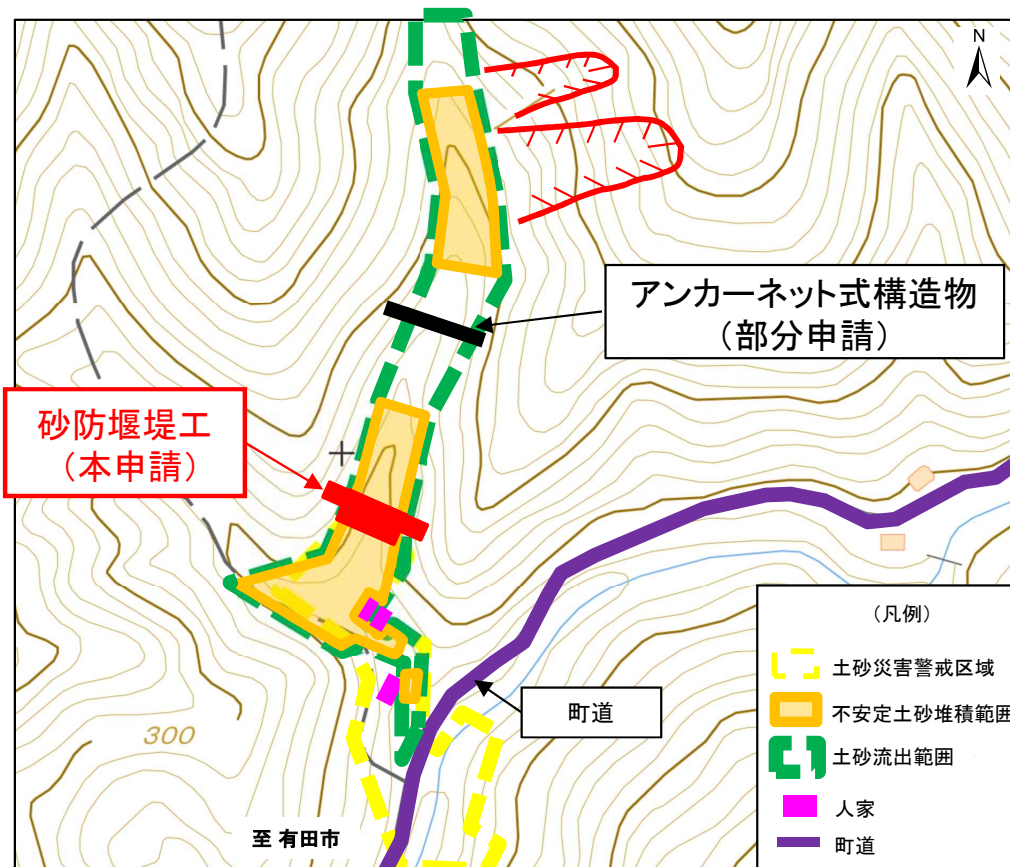 N
アンカーネット式構造物
（部分申請）
砂防堰堤工
（本申請）
（凡例）
土砂災害警戒区域
不安定土砂堆積範囲
土砂流出範囲
人家
町道
町道
300
至 有田市